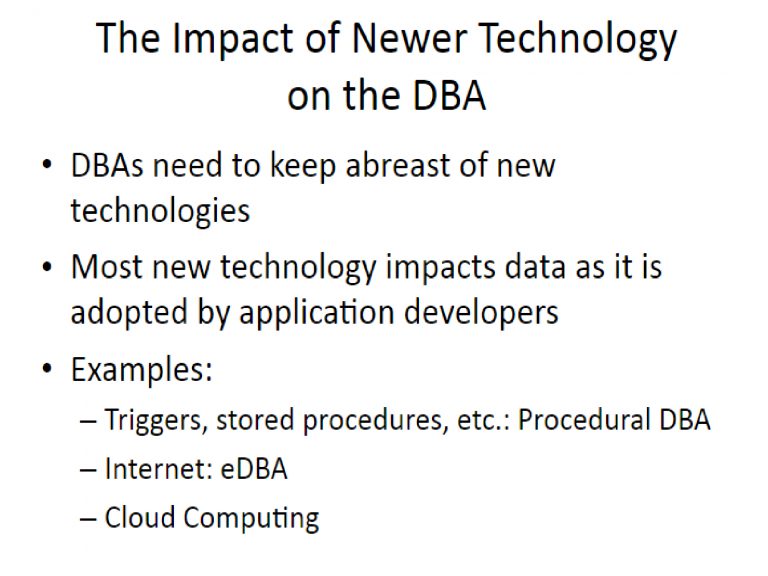 The Impact of Newer Technology
on the DBA
• DBAs need to keep abreast of new
technologies
• Most new technology impacts data as it is
adopted by application developers
• Examples:
– Triggers, stored procedures, etc.: Procedural DBA
– Internet: eDBA
– Cloud Computing